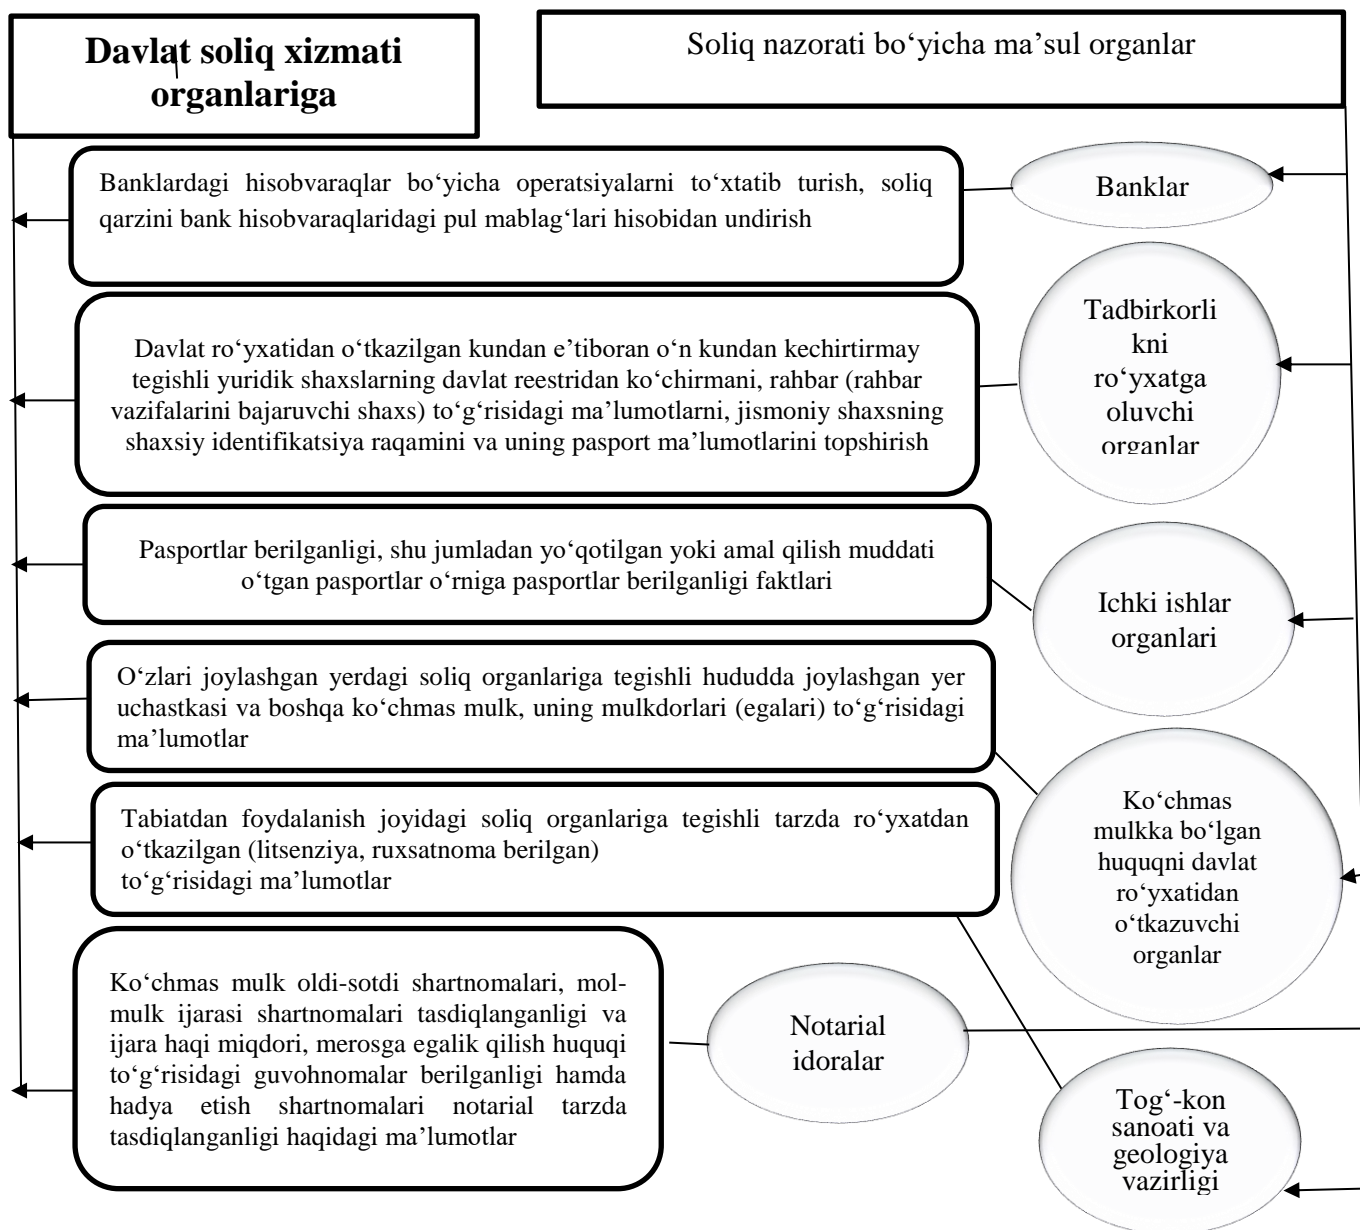 Davlat soliq xizmati
organlariga
Soliq nazorati bo‘yicha ma’sul organlar
Banklardagi hisobvaraqlar bo‘yicha operatsiyalarni to‘xtatib turish, soliq
qarzini bank hisobvaraqlaridagi pul mablag‘lari hisobidan undirish
Banklar
Davlat ro‘yxatidan o‘tkazilgan kundan e’tiboran o‘n kundan kechirtirmay
tegishli yuridik shaxslarning davlat reestridan ko‘chirmani, rahbar (rahbar
vazifalarini bajaruvchi shaxs) to‘g‘risidagi ma’lumotlarni, jismoniy shaxsning
shaxsiy identifikatsiya raqamini va uning pasport ma’lumotlarini topshirish
Tadbirkorli
kni
ro‘yxatga
oluvchi
organlar
Pasportlar berilganligi, shu jumladan yo‘qotilgan yoki amal qilish muddati
o‘tgan pasportlar o‘rniga pasportlar berilganligi faktlari
Ichki ishlar
organlari
O‘zlari joylashgan yerdagi soliq organlariga tegishli hududda joylashgan yer
uchastkasi va boshqa ko‘chmas mulk, uning mulkdorlari (egalari) to‘g‘risidagi
ma’lumotlar
Ko‘chmas
mulkka bo‘lgan
huquqni davlat
ro‘yxatidan
o‘tkazuvchi
organlar
Tabiatdan foydalanish joyidagi soliq organlariga tegishli tarzda ro‘yxatdan
o‘tkazilgan (litsenziya, ruxsatnoma berilgan)
to‘g‘risidagi ma’lumotlar
Ko‘chmas mulk oldi-sotdi shartnomalari, mol-
mulk ijarasi shartnomalari tasdiqlanganligi va
ijara haqi miqdori, merosga egalik qilish huquqi
to‘g‘risidagi guvohnomalar berilganligi hamda
hadya etish shartnomalari notarial tarzda
tasdiqlanganligi haqidagi ma’lumotlar
Notarial
idoralar
Tog‘-kon
sanoati va
geologiya
vazirligi